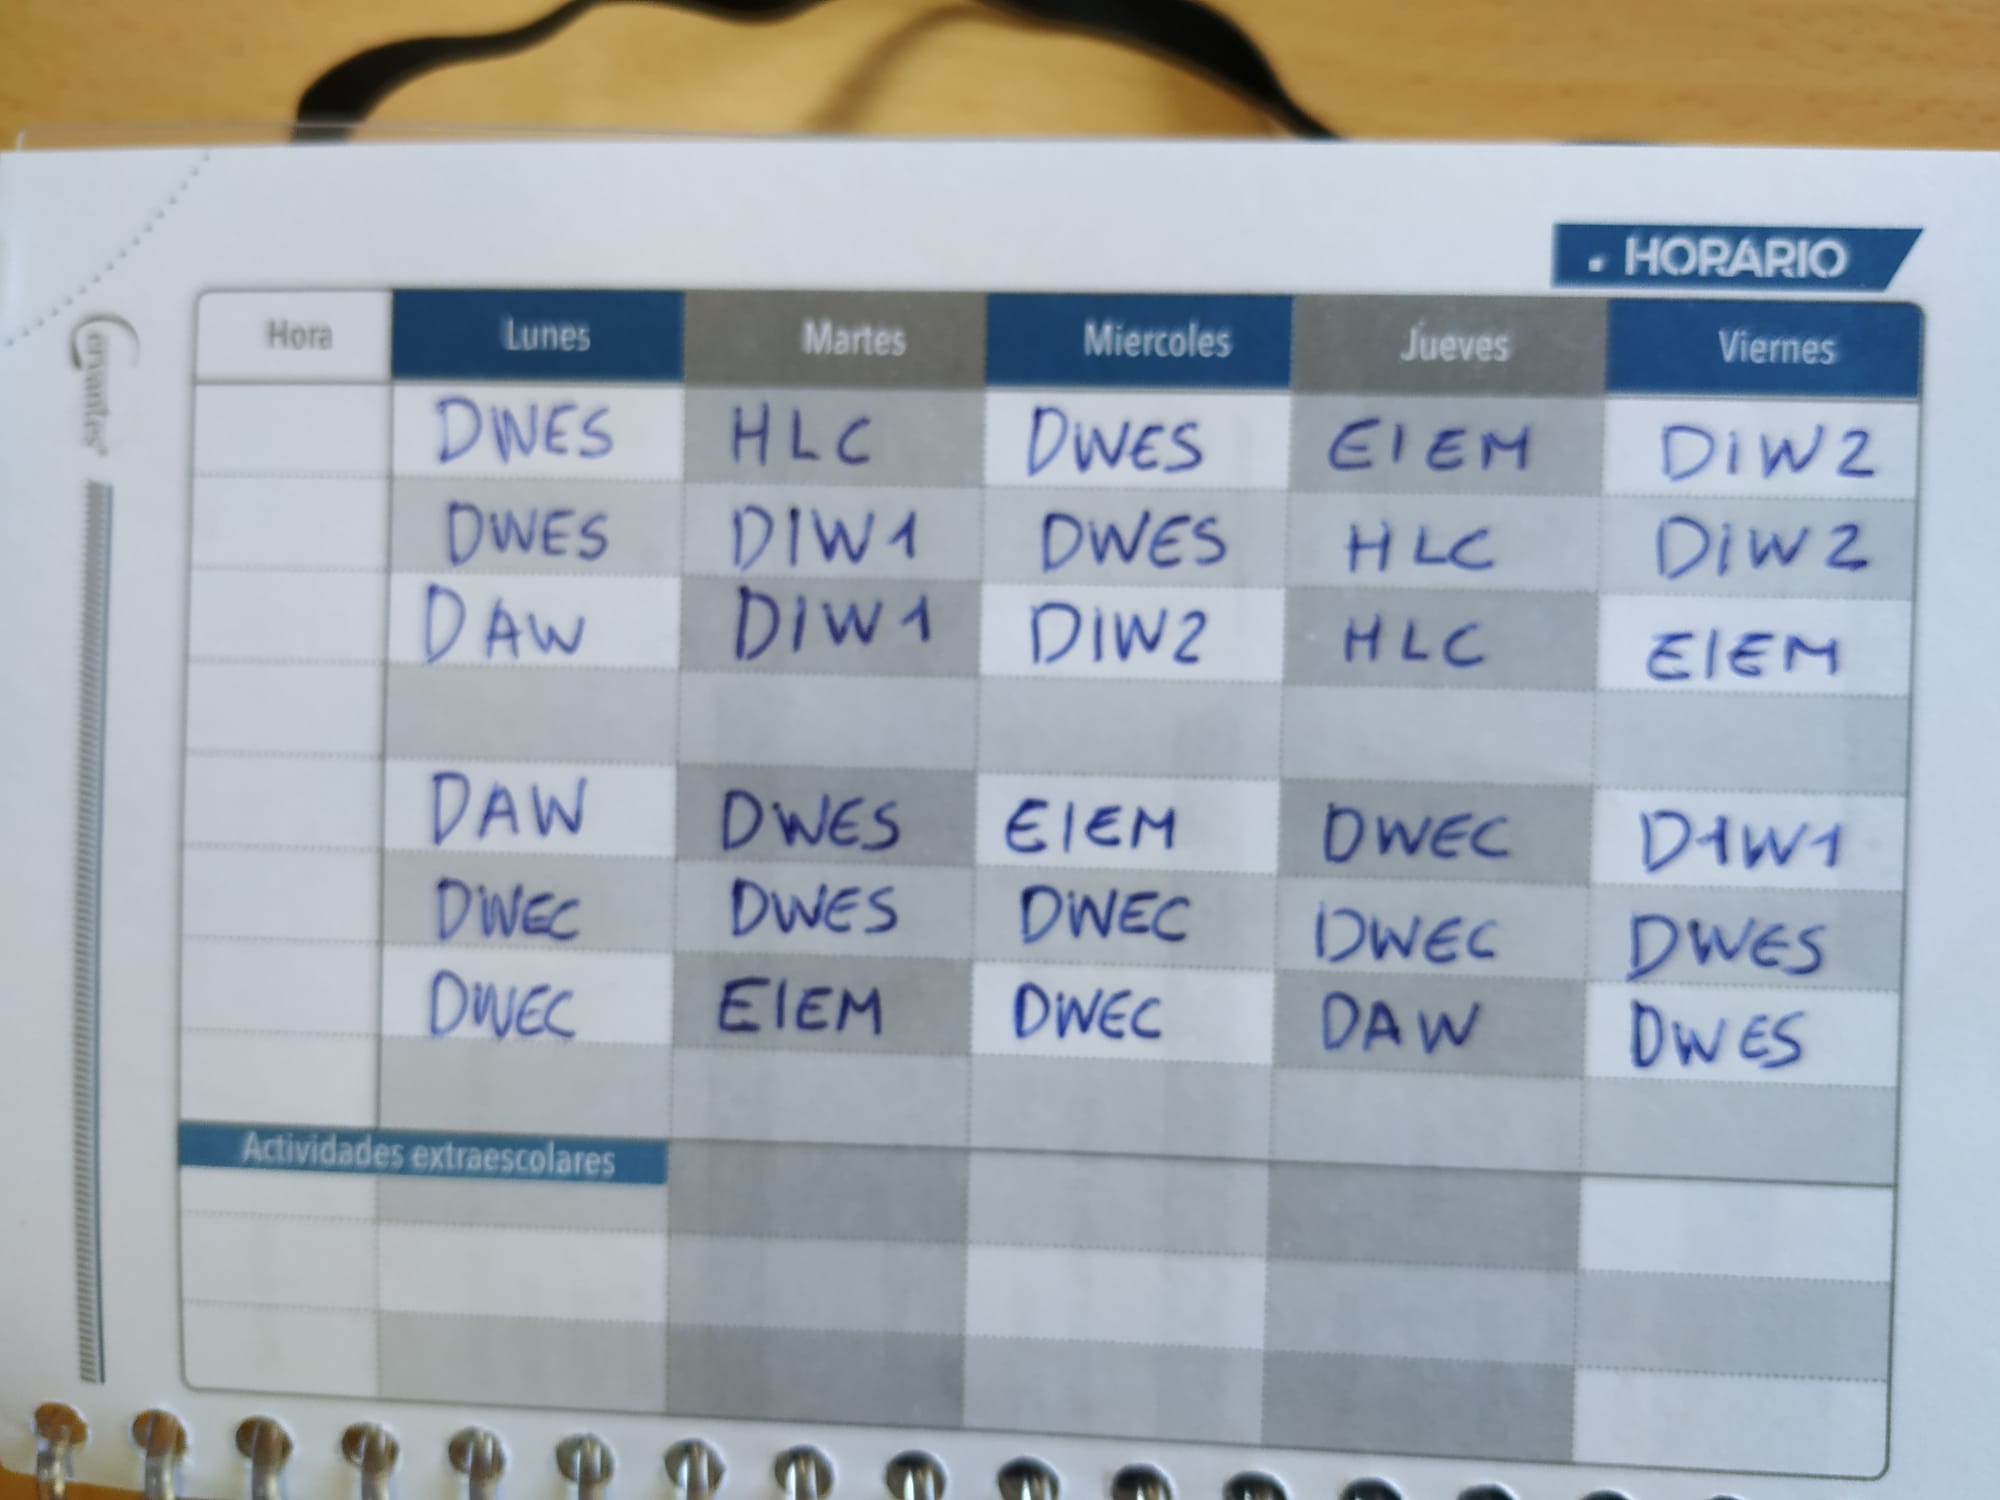 HORARIO
Cervantes
Hora Lunes Martes Miercoles Jueves Viernes
DWES HLC DWES EIEM DIW2
DWES DIW1 DWES HLC DIW2
DAW DIW1 DIW2 HLC EIEM
DAW DWES EIEM DWEC D1W1
DWEC DWES DWEC DWEC DWES
DWEC EIEM DWEC DAW DWES
Actividades extraescolares